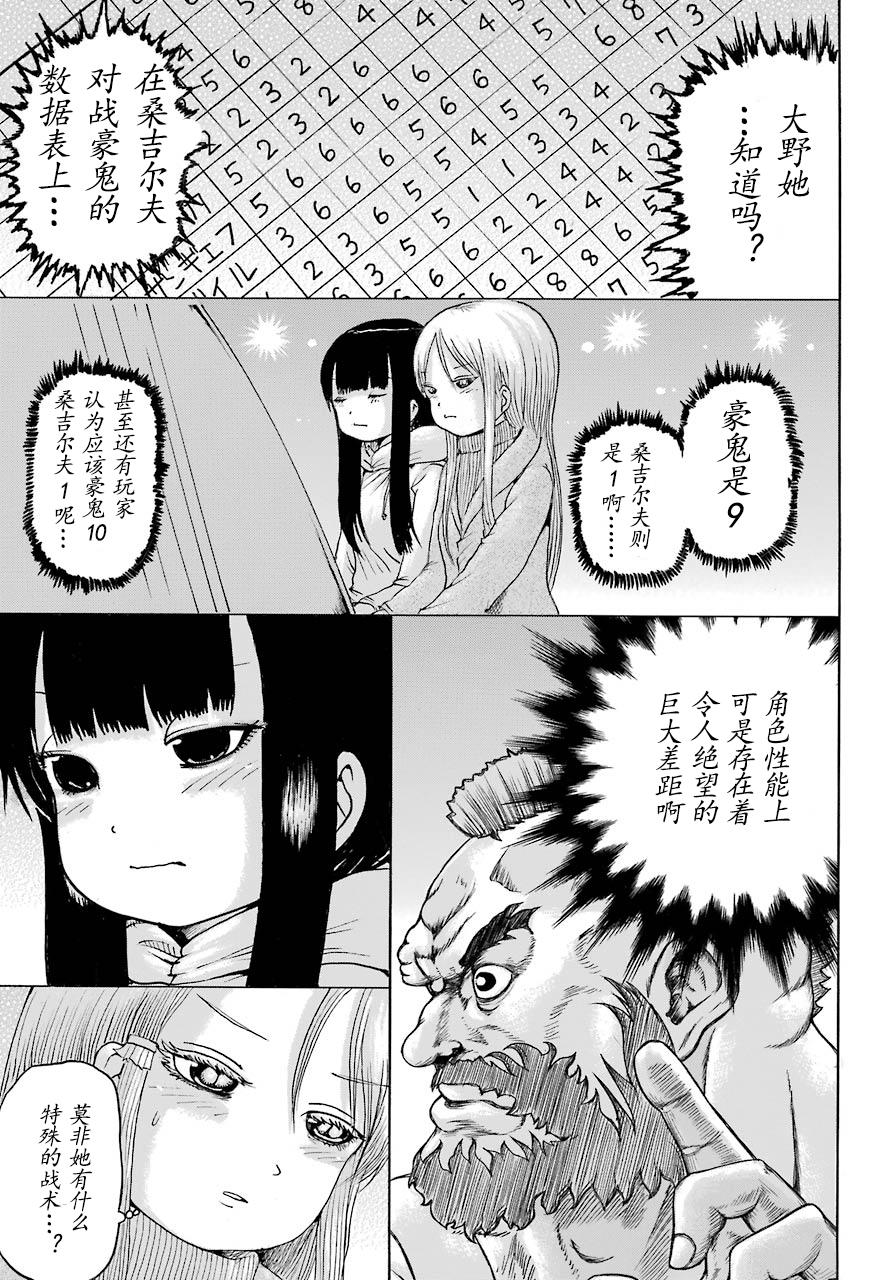 大野她
…知道吗？
在桑吉尔夫
对战豪鬼的
数据表上…
豪鬼是9
桑吉尔夫则
是1啊……
甚至还有玩家
认为应该豪鬼10
桑吉尔夫1呢…
角色性能上
可是存在着
令人绝望的
巨大差距啊
莫非她有什么
特殊的战术…？